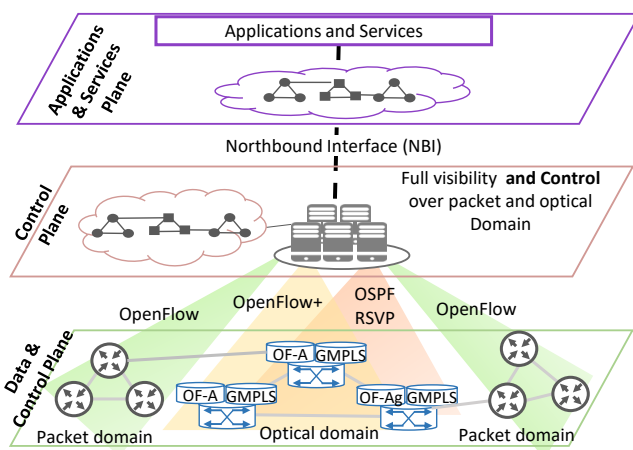 Applications and Services
Applications
& Services
Plane
Northbound Interface (NBI)
Full visibility and Control
over packet and optical
Domain
Control
Plane
OpenFlow
OpenFlow+
OSPF
RSVP
OpenFlow
Data &
Control Plane
OF-A GMPLS
OF-A GMPLS
OF-Ag GMPLS
Packet domain
Optical domain
Packet domain